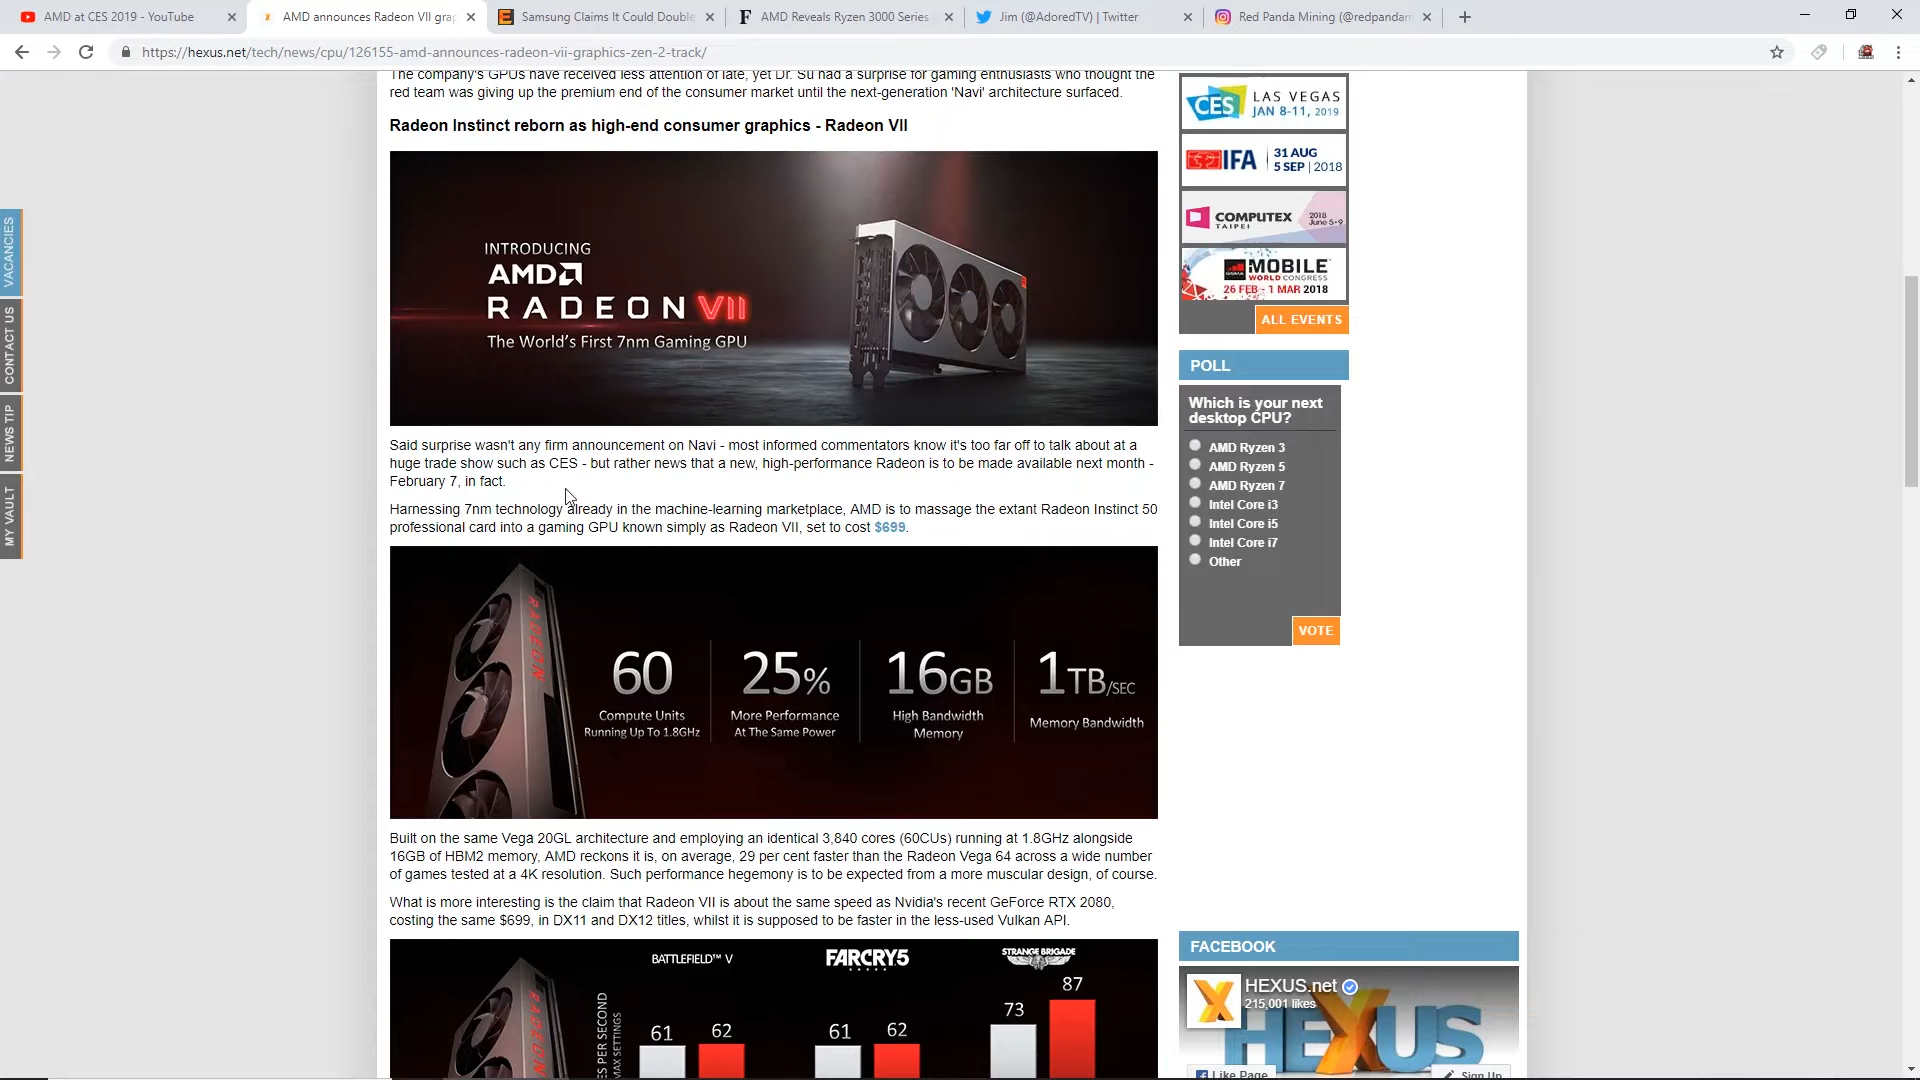 AMD at CES 2019 - YouTube
AMD announces Radeon VII grap
Samsung Claims It Could Double
AMD Reveals Ryzen 3000 Series
Jim (@AdoredTV) | Twitter
Red Panda Mining (@redpandam
https://hexus.net/tech/news/cpu/126155-amd-announces-radeon-vii-graphics-zen-2-track/
VACANCIES
CONTACT US
NEWS TIP
MY VAULT
The company's GPUs have received less attention of late, yet Dr. Su had a surprise for gaming enthusiasts who thought the
red team was giving up the premium end of the consumer market until the next-generation 'Navi' architecture surfaced.
Radeon Instinct reborn as high-end consumer graphics - Radeon VII
INTRODUCING
AMD
RADEON VII
The World's First 7nm Gaming GPU
Said surprise wasn't any firm announcement on Navi - most informed commentators know it's too far off to talk about at a
huge trade show such as CES - but rather news that a new, high-performance Radeon is to be made available next month -
February 7, in fact.
Harnessing 7nm technology already in the machine-learning marketplace, AMD is to massage the extant Radeon Instinct 50
professional card into a gaming GPU known simply as Radeon VII, set to cost $699.
RADEON
60
Compute Units
Running Up To 1.8GHz
25%
More Performance
At The Same Power
16GB
High Bandwidth
Memory
1TB/SEC
Memory Bandwidth
Built on the same Vega 20GL architecture and employing an identical 3,840 cores (60CUs) running at 1.8GHz alongside
16GB of HBM2 memory, AMD reckons it is, on average, 29 per cent faster than the Radeon Vega 64 across a wide number
of games tested at a 4K resolution. Such performance hegemony is to be expected from a more muscular design, of course.
What is more interesting is the claim that Radeon VII is about the same speed as Nvidia's recent GeForce RTX 2080,
costing the same $699, in DX11 and DX12 titles, whilst it is supposed to be faster in the less-used Vulkan API.
RADEON
ES PER SECOND
MAX SETTINGS
BATTLEFIELD™ V
61
62
FARCRY5
61
62
STRANGE BRIGADE
73
87
CES
LAS VEGAS
JAN 8-11, 2019
IFA
31 AUG
5 SEP | 2018
COMPUTEX
TAIPEI
2018
June 5-9
GSMA
MOBILE
WORLD CONGRESS
26 FEB - 1 MAR 2018
ALL EVENTS
POLL
Which is your next
desktop CPU?
AMD Ryzen 3
AMD Ryzen 5
AMD Ryzen 7
Intel Core i3
Intel Core i5
Intel Core i7
Other
VOTE
FACEBOOK
HEXUS.net
215,001 likes
HEXUS
Like Page
Sign Up